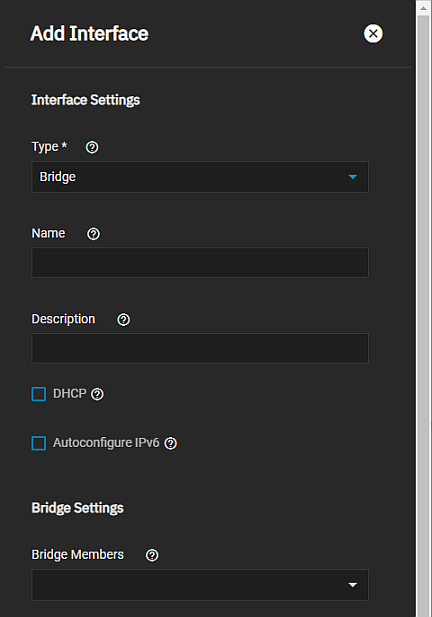 Add Interface
Interface Settings
Type * ?
Bridge
Name ?
Description ?
DHCP ?
Autoconfigure IPv6 ?
Bridge Settings
Bridge Members ?